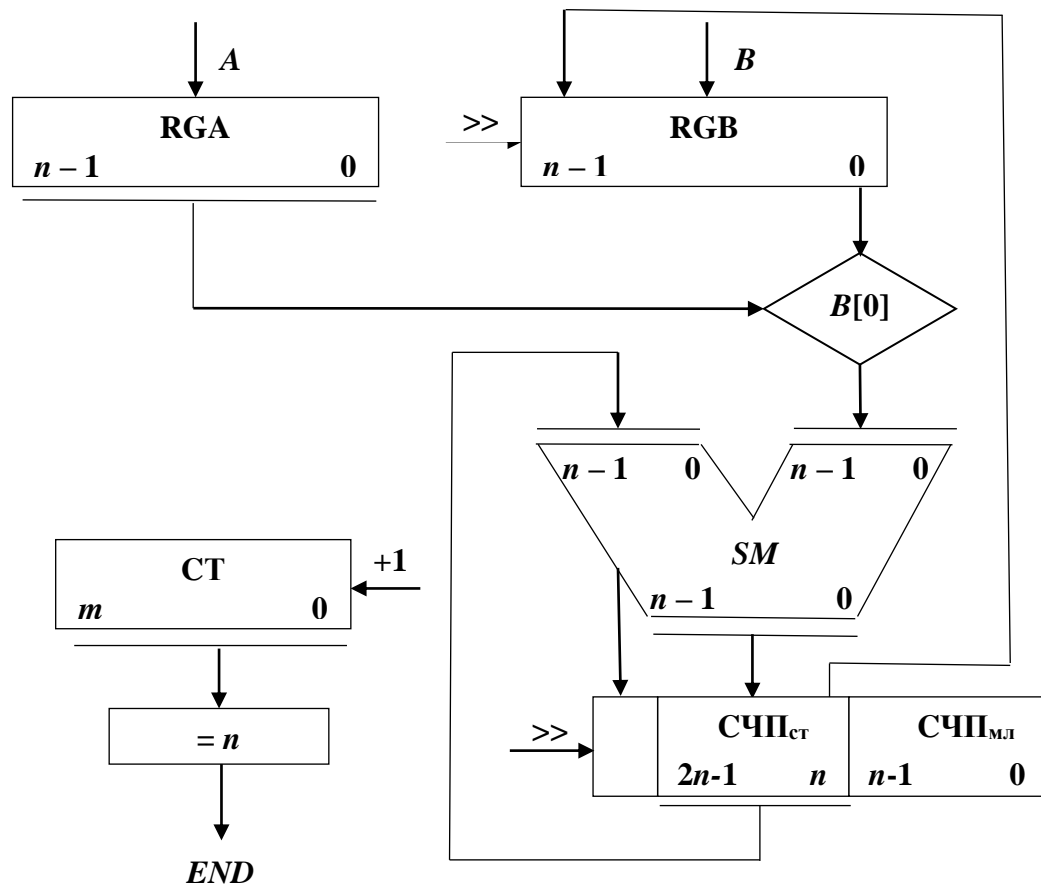 A
B
RGA
n – 1 0
>>
RGB
n – 1 0
B[0]
n – 1 0
n – 1 0
SM
n – 1 0
CT
m 0
+1
= n
END
>>
СЧПст
2n-1 n
СЧПмл
n-1 0